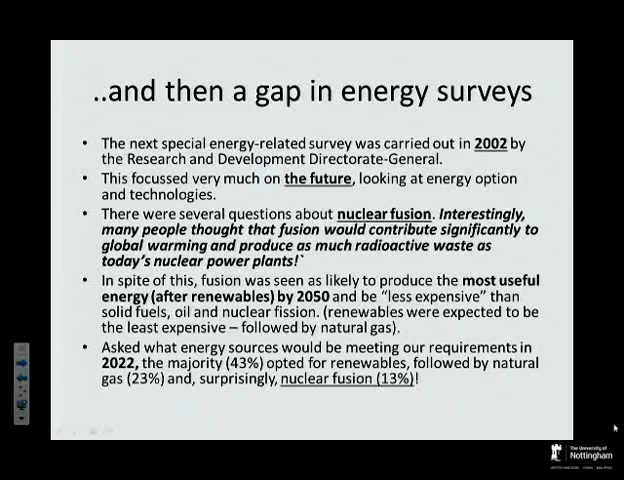 ..and then a gap in energy surveys
• The next special energy-related survey was carried out in 2002 by
the Research and Development Directorate-General.
• This focussed very much on the future, looking at energy option
and technologies.
• There were several questions about nuclear fusion. Interestingly,
many people thought that fusion would contribute significantly to
global warming and produce as much radioactive waste as
today's nuclear power plants!`
• In spite of this, fusion was seen as likely to produce the most useful
energy (after renewables) by 2050 and be “less expensive” than
solid fuels, oil and nuclear fission. (renewables were expected to be
the least expensive – followed by natural gas).
• Asked what energy sources would be meeting our requirements in
2022, the majority (43%) opted for renewables, followed by natural
gas (23%) and, surprisingly, nuclear fusion (13%)!
The University of
Nottingham